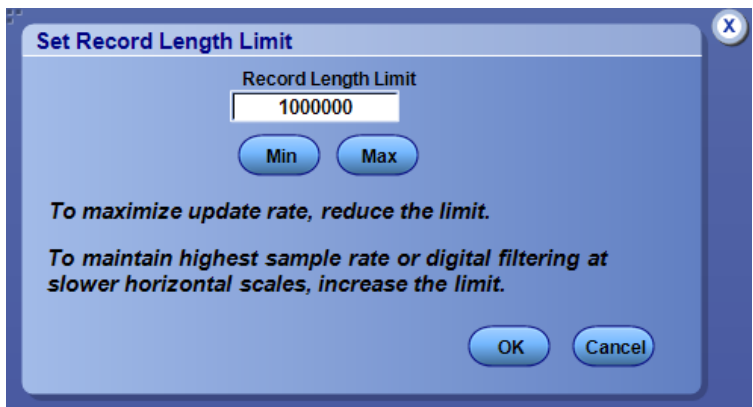 Set Record Length Limit
X
Record Length Limit
1000000
Min Max
To maximize update rate, reduce the limit.
To maintain highest sample rate or digital filtering at
slower horizontal scales, increase the limit.
OK Cancel